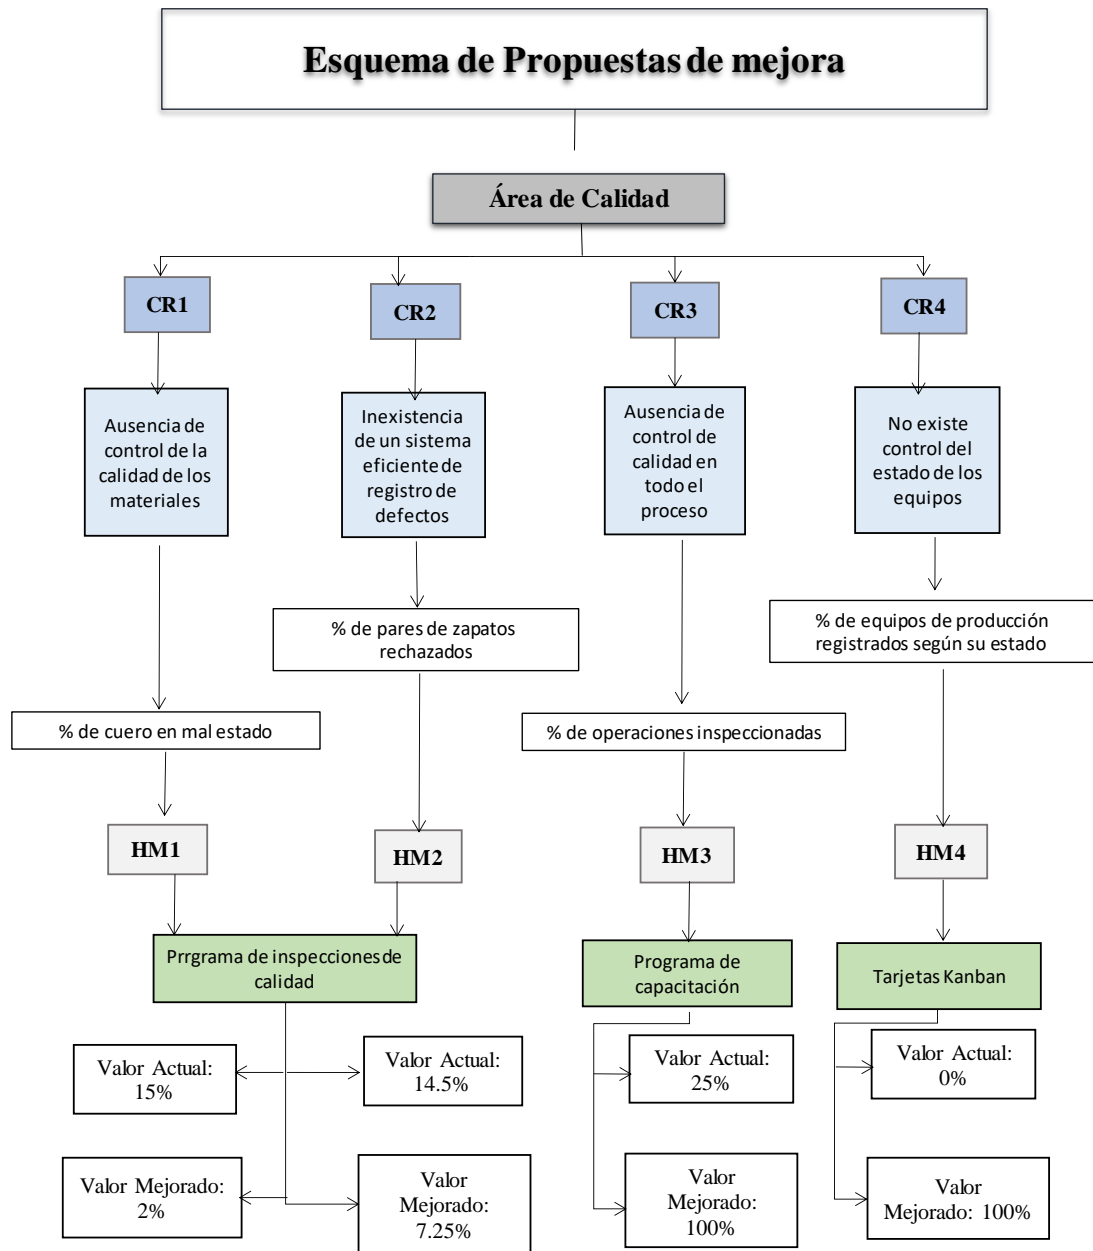 Esquema de Propuestas de mejora
Área de Calidad
CR1
CR2
CR3
CR4
Ausencia de
control de la
calidad de los
materiales
Inexistencia
de un sistema
eficiente de
registro de
defectos
Ausencia de
control de
calidad en
todo el
proceso
No existe
control del
estado de los
equipos
% de pares de zapatos
rechazados
% de equipos de producción
registrados según su estado
% de cuero en mal estado
% de operaciones inspeccionadas
HM1
HM2
HM3
HM4
Prrgrama de inspecciones de
calidad
Programa de
capacitación
Tarjetas Kanban
Valor Actual:
15%
Valor Actual:
14.5%
Valor Actual:
25%
Valor Actual:
0%
Valor Mejorado:
2%
Valor
Mejorado:
7.25%
Valor
Mejorado:
100%
Valor
Mejorado: 100%